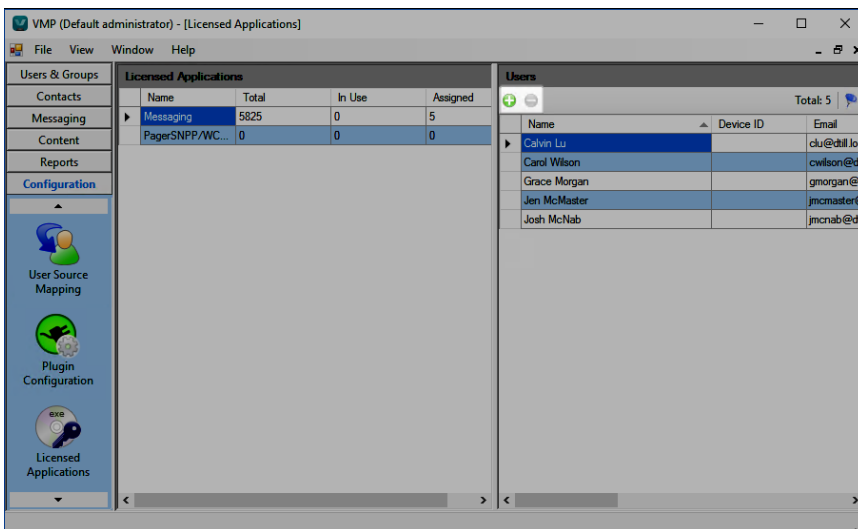 VMP (Default administrator) - [Licensed Applications]
File View Window Help
Users & Groups
Contacts
Messaging
Content
Reports
Configuration
User Source
Mapping
Plugin
Configuration
exe
Licensed
Applications
Licensed Applications
Name Total In Use Assigned
Messaging 5825 0 5
PagerSNPP/WC... 0 0 0
Users
Total: 5
Name Device ID Email
Calvin Lu clu@dtill.lo
Carol Wilson cwilson@d
Grace Morgan gmorgan@
Jen McMaster jmcmaster@
Josh McNab jmcnab@d